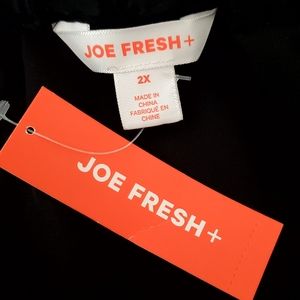 JOE FRESH+
2X
MADE IN
CHINA
FABRIQUÉ EN
CHINE
JOE FRESH+